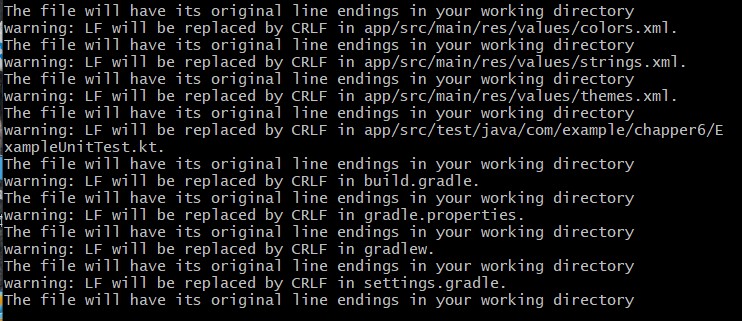 The file will have its original line endings in your working directory
warning: LF will be replaced by CRLF in app/src/main/res/values/colors.xml.
The file will have its original line endings in your working directory
warning: LF will be replaced by CRLF in app/src/main/res/values/strings.xml.
The file will have its original line endings in your working directory
warning: LF will be replaced by CRLF in app/src/main/res/values/themes.xml.
The file will have its original line endings in your working directory
warning: LF will be replaced by CRLF in app/src/test/java/com/example/chapper6/E
xampleUnitTest.kt.
The file will have its original line endings in your working directory
warning: LF will be replaced by CRLF in build.gradle.
The file will have its original line endings in your working directory
warning: LF will be replaced by CRLF in gradle.properties.
The file will have its original line endings in your working directory
warning: LF will be replaced by CRLF in gradlew.
The file will have its original line endings in your working directory
warning: LF will be replaced by CRLF in settings.gradle.
The file will have its original line endings in your working directory